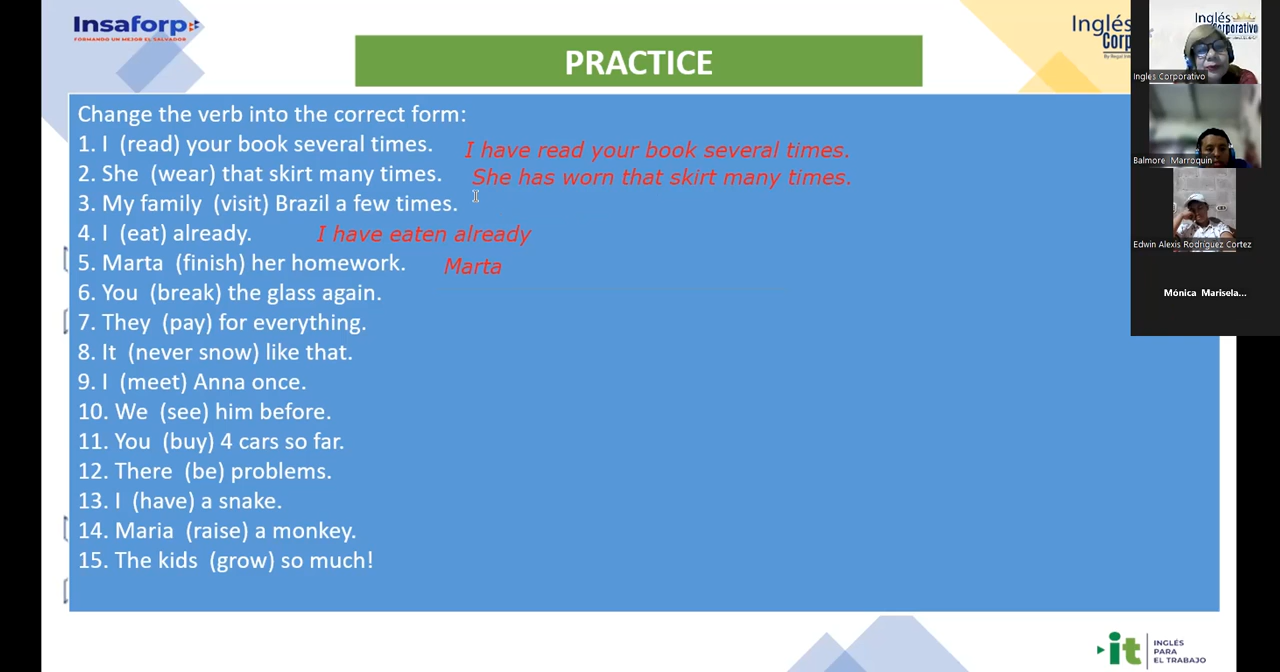 Insaforp
FORMANDO UN MEJOR EL SALVADOR
PRACTICE
Inglés
Corp
Inglés
Corporativo
Ingles Corporativo
Balmore Marroquin
Edwin Alexis Rodríguez Cortez
Mónica Marisela...
Change the verb into the correct form:
1. I (read) your book several times. I have read your book several times.
2. She (wear) that skirt many times. She has worn that skirt many times.
3. My family (visit) Brazil a few times.
4. I (eat) already. I have eaten already
5. Marta (finish) her homework. Marta
6. You (break) the glass again.
7. They (pay) for everything.
8. It (never snow) like that.
9. I (meet) Anna once.
10. We (see) him before.
11. You (buy) 4 cars so far.
12. There (be) problems.
13. I (have) a snake.
14. Maria (raise) a monkey.
15. The kids (grow) so much!
it
INGLÉS
PARA
EL TRABAJO